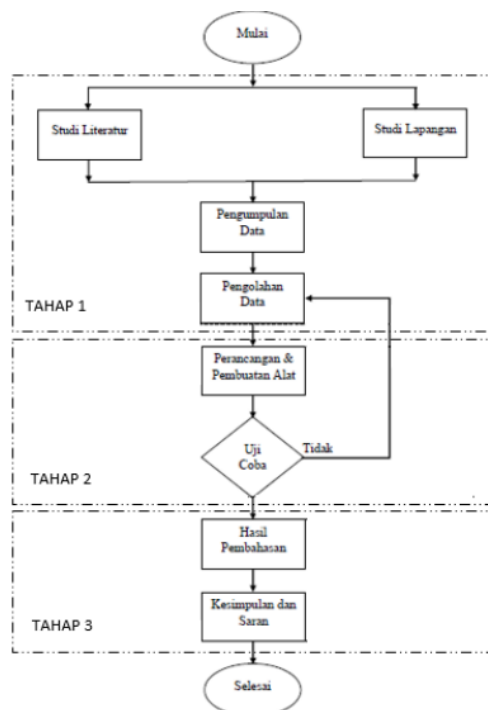 Mulai
Studi Literatur
Studi Lapangan
Pengumpulan
Data
Pengolahan
Data
TAHAP 1
Perancangan &
Pembuatan Alat
Uji
Coba
Tidak
TAHAP 2
Hasil
Pembahasan
Kesimpulan dan
Saran
TAHAP 3
Selesai